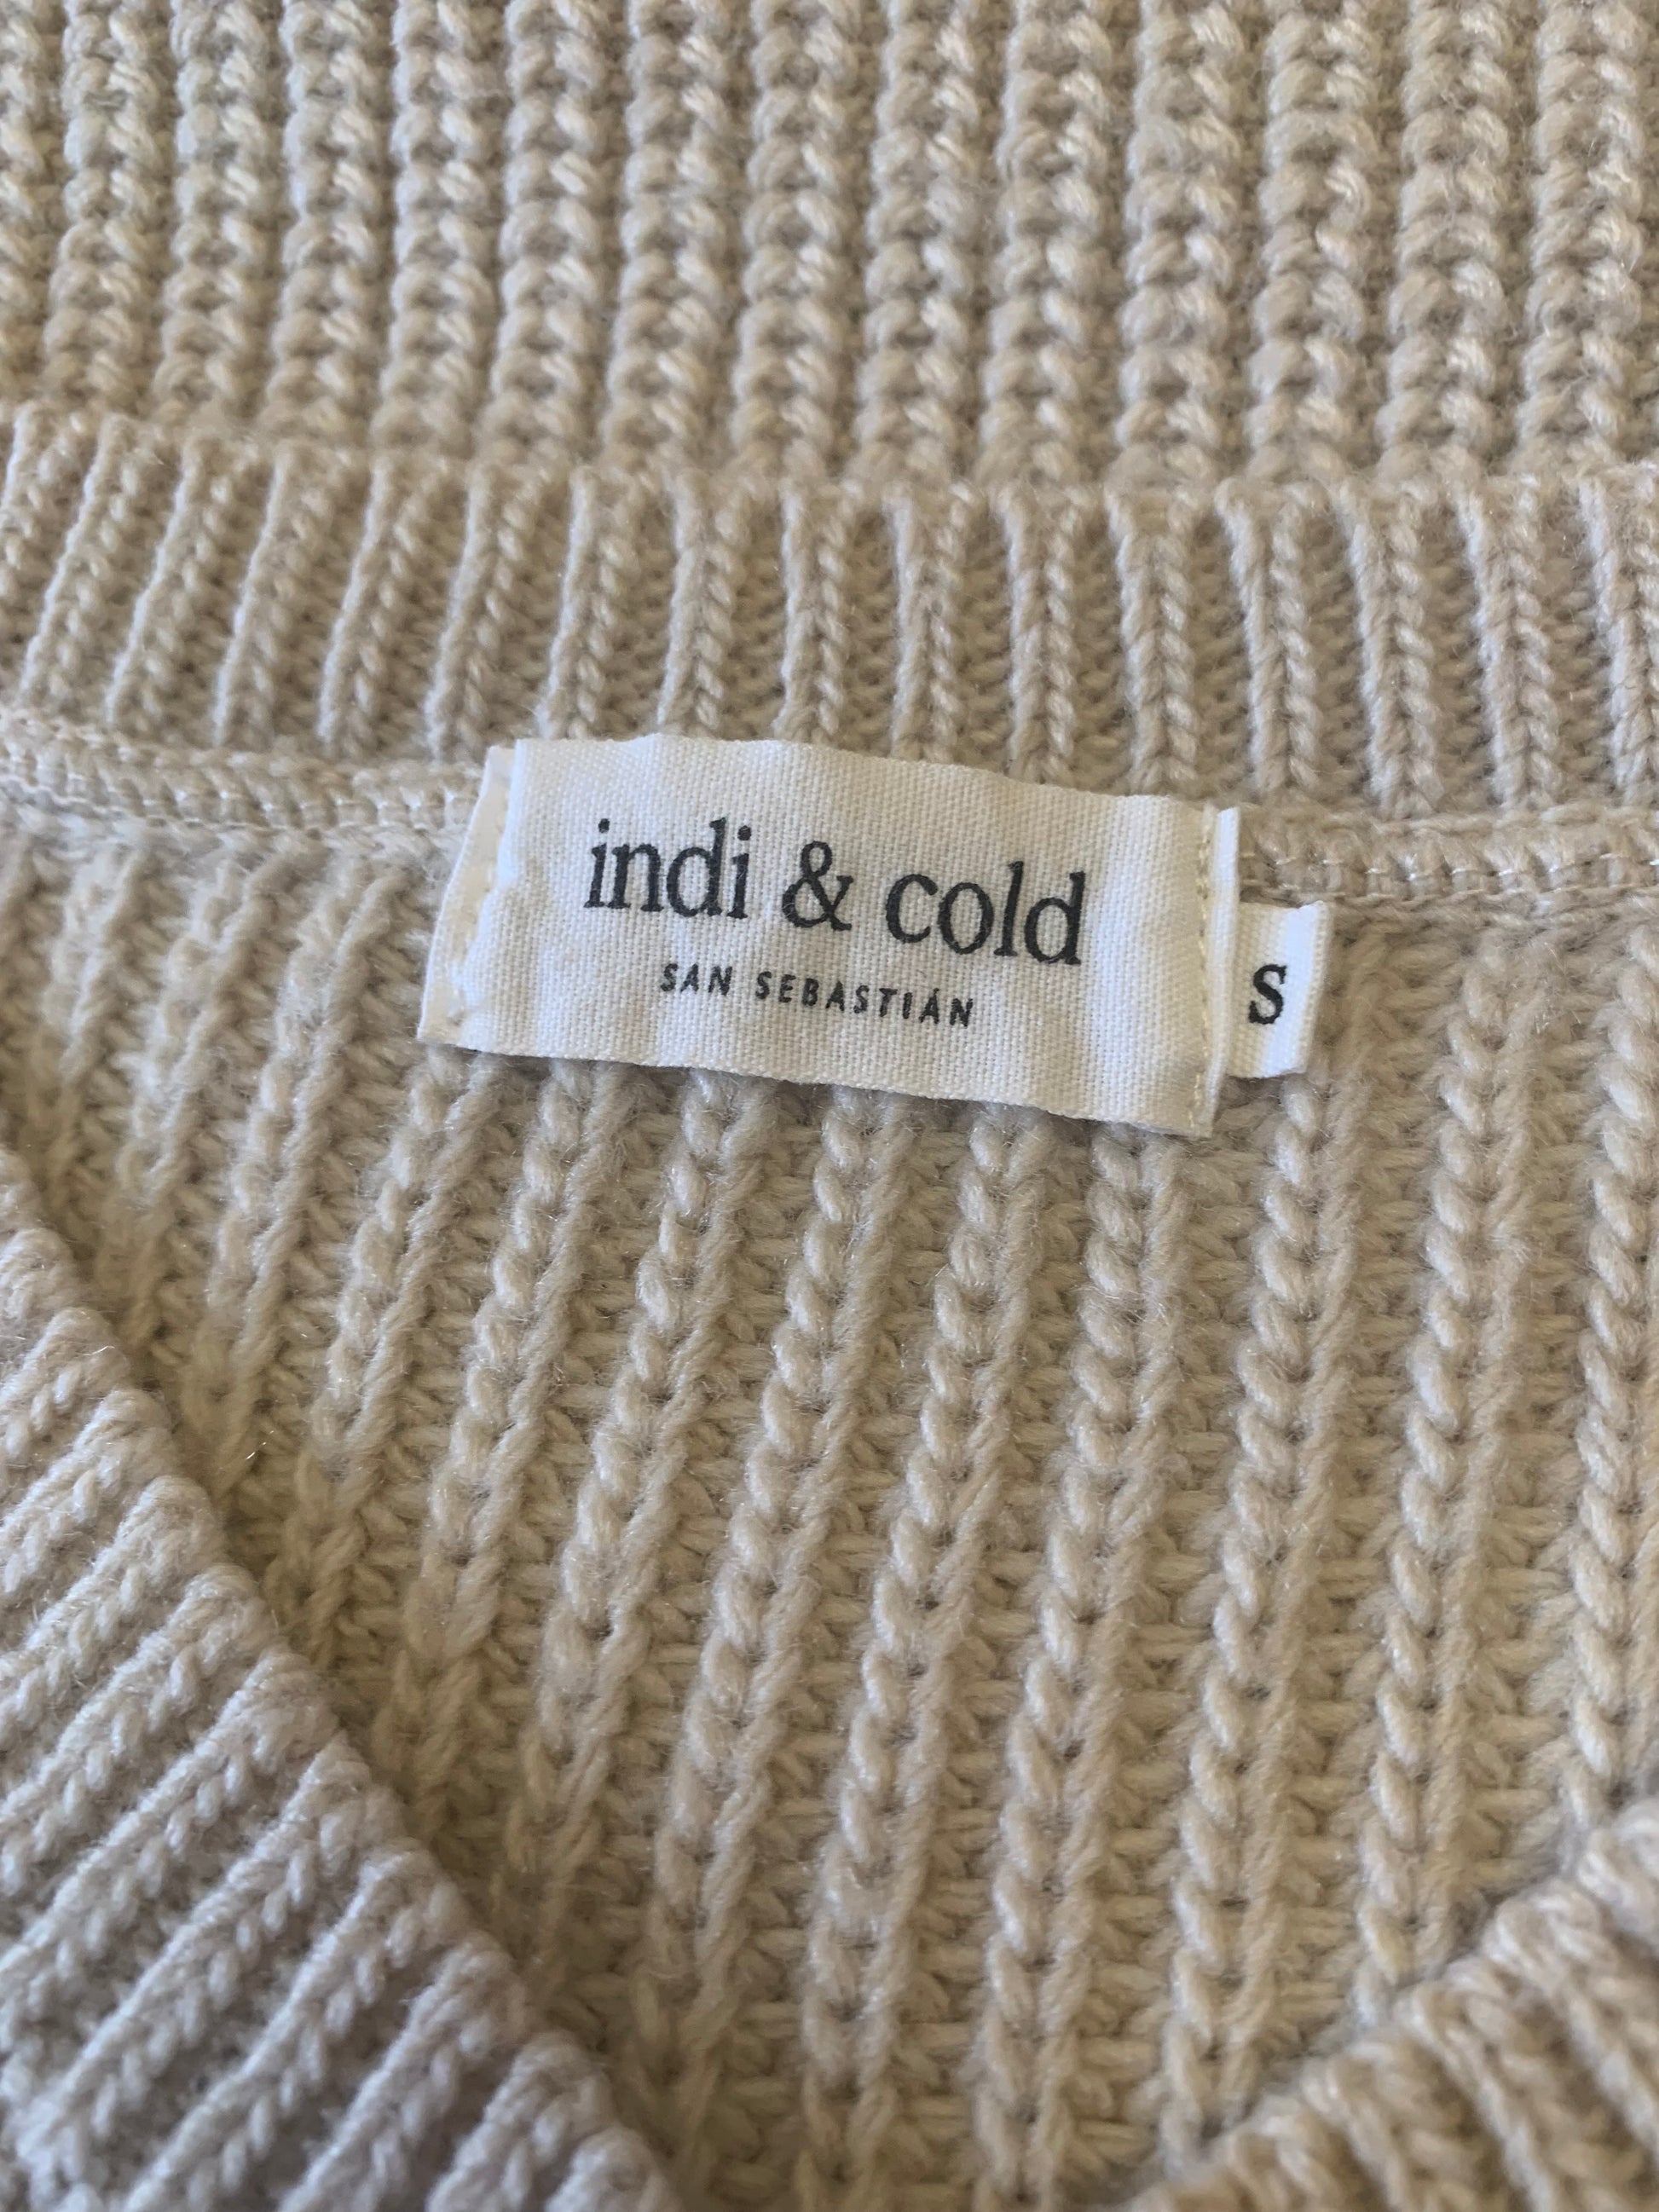 indi & cold
SAN SEBASTIÁN
S